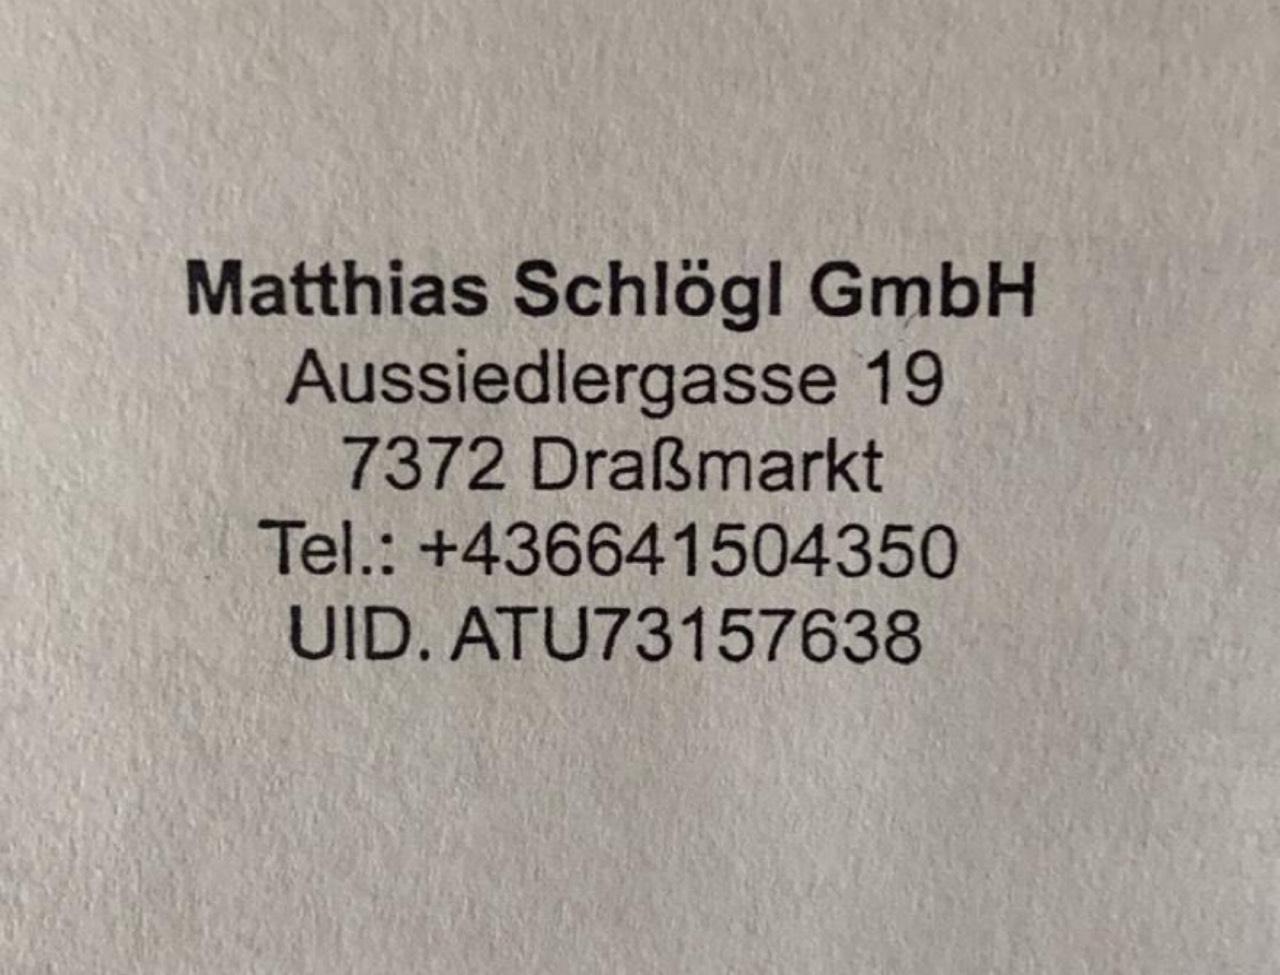 Matthias Schlögl GmbH
Aussiedlergasse 19
7372 Draßmarkt
Tel.: +436641504350
UID. ATU73157638